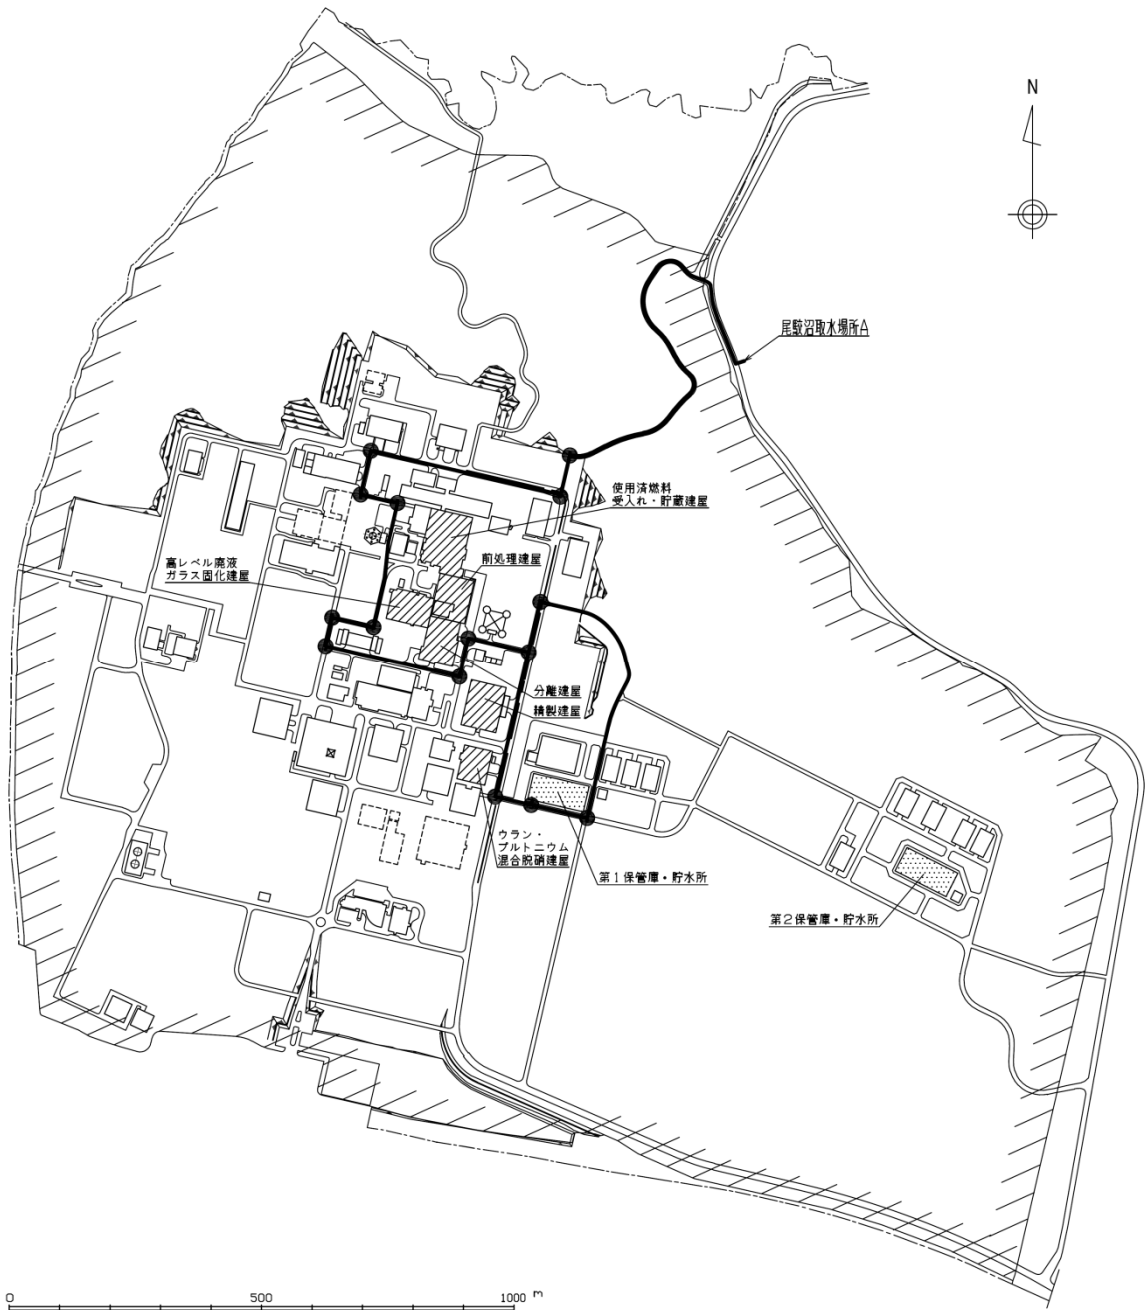 N
尾駮沼取水場所A
使用済燃料
受入れ・貯蔵建屋
前処理建屋
高レベル廃液
ガラス固化建屋
分離建屋
精製建屋
ウラン・
プルトニウム
混合脱硝建屋
第1保管庫・貯水所
第2保管庫・貯水所
0 500 1000 m